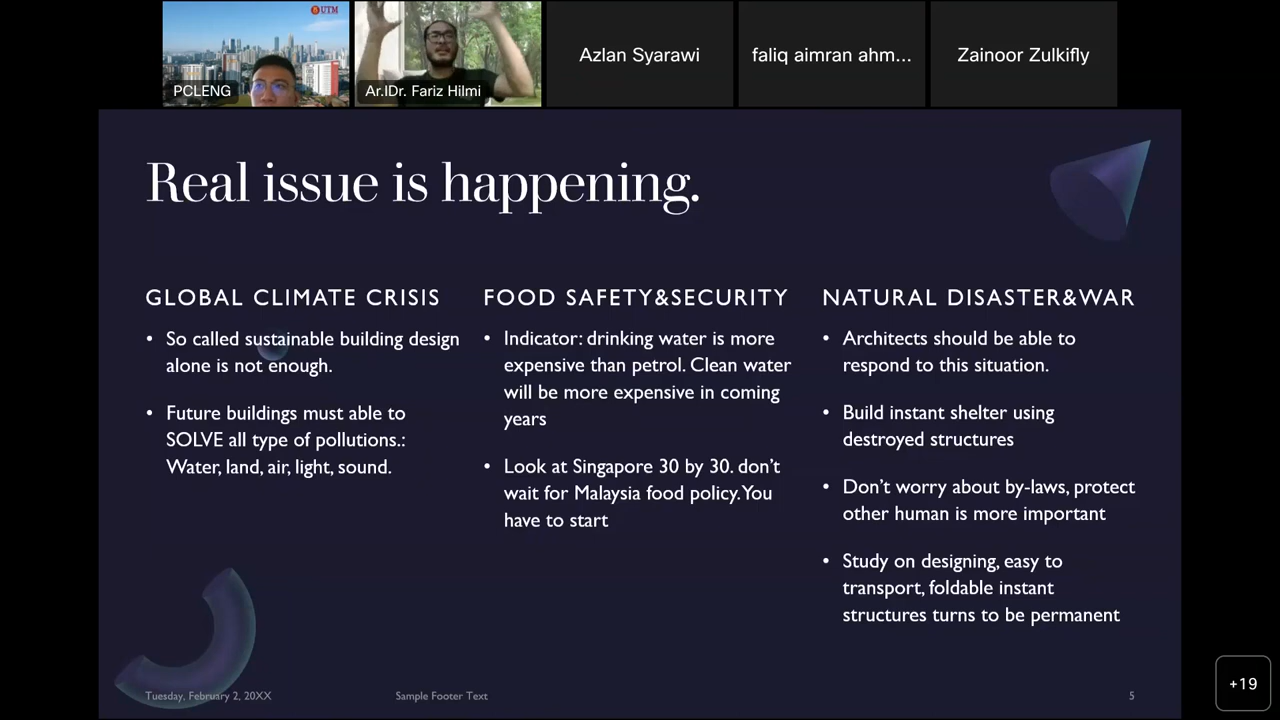 UTM
PCLENG
Ar.IDr. Fariz Hilmi
Azlan Syarawi
faliq aimran ahm...
Zainoor Zulkifly
Real issue is happening.
GLOBAL CLIMATE CRISIS
• So called sustainable building design
alone is not enough.
• Future buildings must able to
SOLVE all type of pollutions.:
Water, land, air, light, sound.
FOOD SAFETY&SECURITY
• Indicator: drinking water is more
expensive than petrol. Clean water
will be more expensive in coming
years
• Look at Singapore 30 by 30. don't
wait for Malaysia food policy. You
have to start
NATURAL DISASTER&WAR
• Architects should be able to
respond to this situation.
• Build instant shelter using
destroyed structures
• Don't worry about by-laws, protect
other human is more important
• Study on designing, easy to
transport, foldable instant
structures turns to be permanent
Tuesday, February 2, 20XX
Sample Footer Text
5
+19